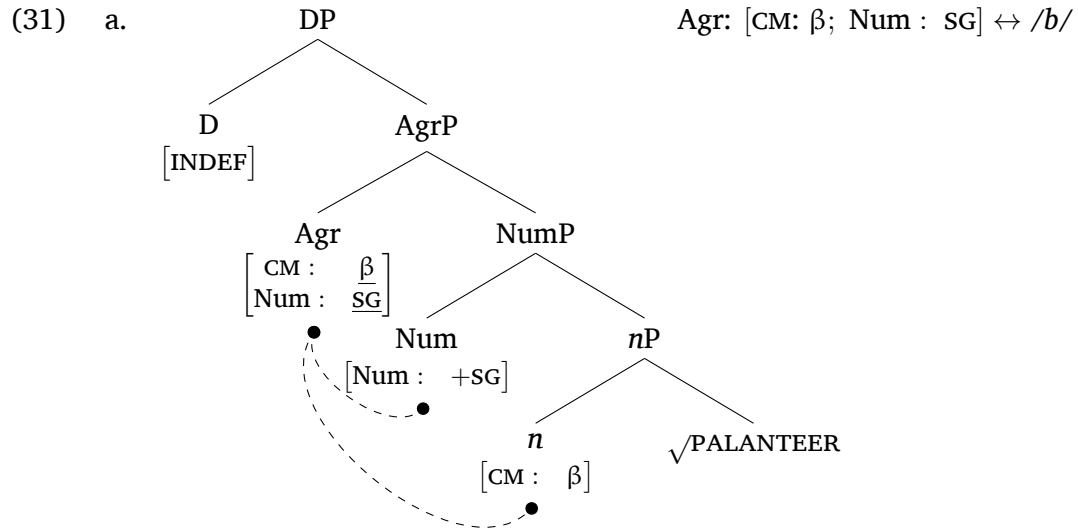 (31) a. DP Agr: [CM: β; Num : SG] ↔ /b/
D AgrP
[INDEF]
Agr NumP
[CM : β
Num : SG]
Num nP
[Num : +SG]
n √PALANTEER
[CM : β]